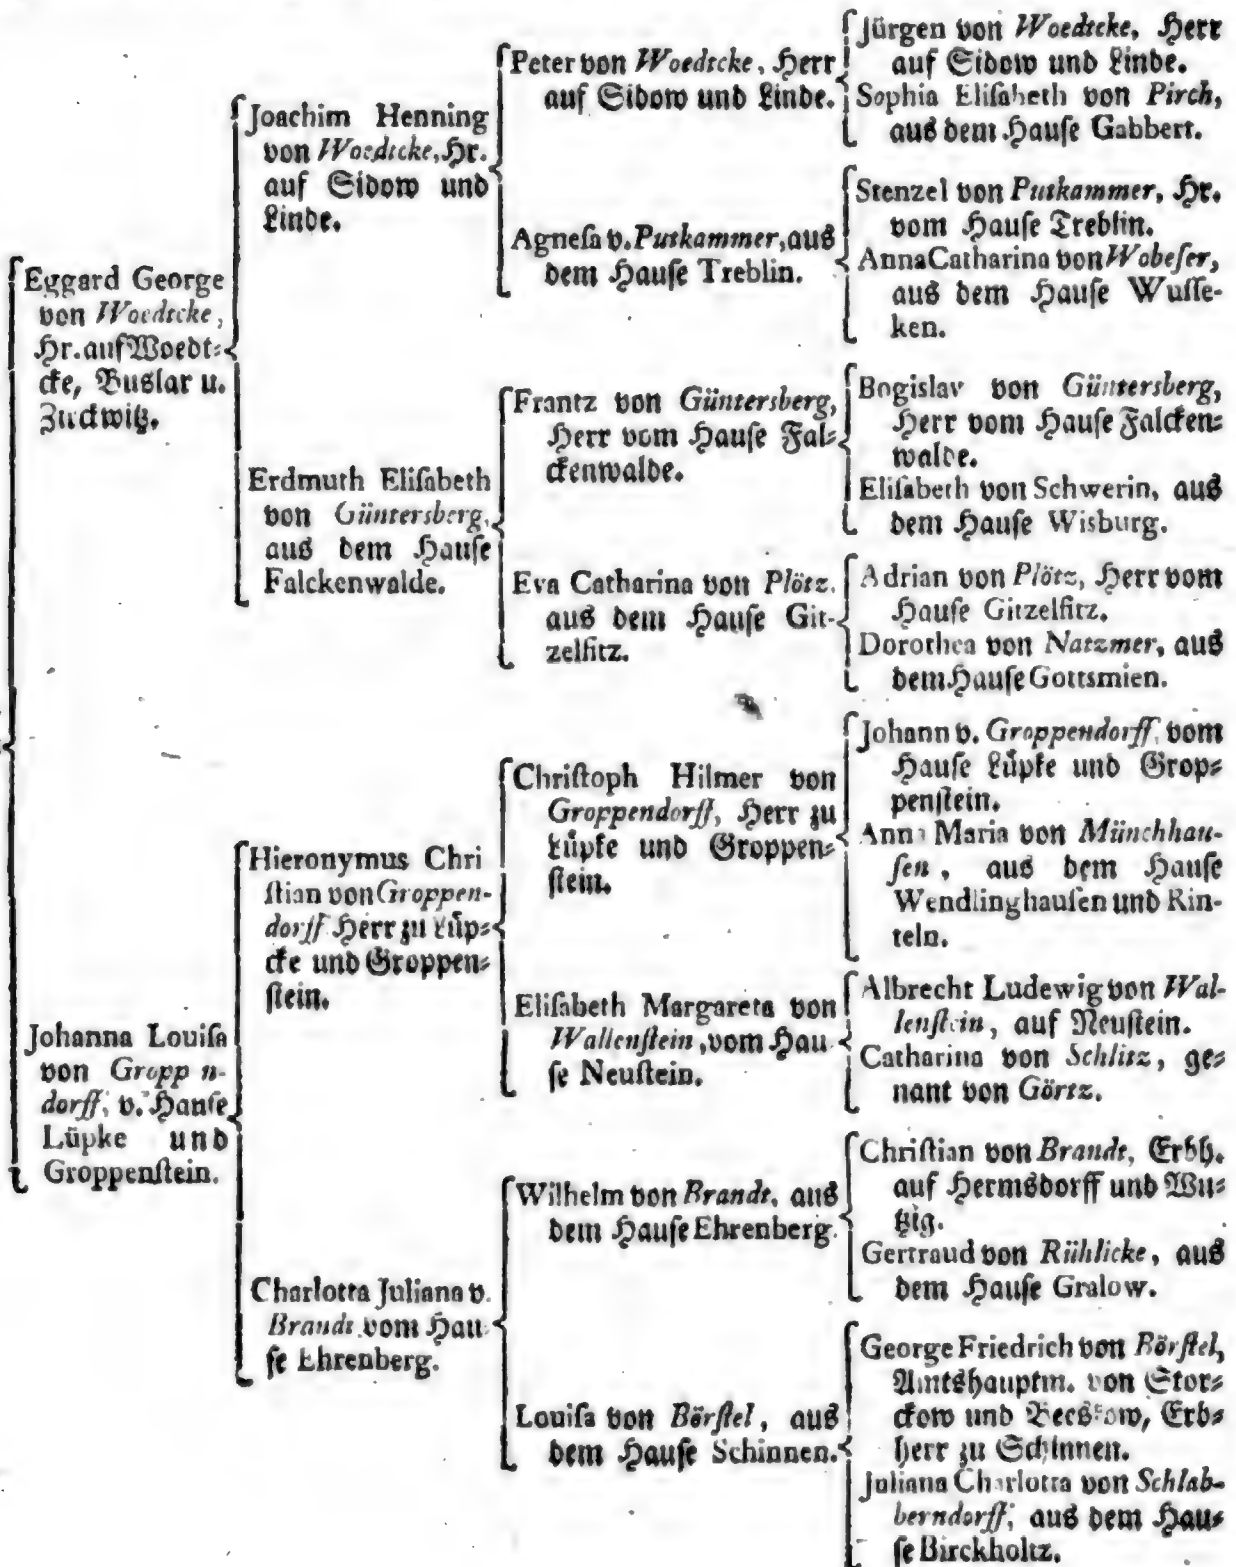 Eggard George
von Woedtcke,
Hr. auf Woedt-
cke, Buslar u.
Zuckwitz.
Johanna Louisa
von Gropp n-
dorff, v. Hause
Lüpke und
Groppenstein.
Joachim Henning
von Woedtcke, Hr.
auf Sidow und
Linde.
Erdmuth Elisabeth
von Güntersberg,
aus dem Hause
Falckenwalde.
Hieronymus Chri
stian von Groppen-
dorff Herr zu Lüp-
cke und Groppen-
stein.
Charlotta Juliana v.
Brandt vom Hau
se Ehrenberg.
Peter von Woedtcke, Herr
auf Sidow und Linde.
Agnesa v. Putkammer, aus
dem Hause Treblin.
Frantz von Güntersberg,
Herr vom Hause Fal-
ckenwalde.
Eva Catharina von Plötz,
aus dem Hause Git-
zelfitz.
Christoph Hilmer von
Groppendorff, Herr zu
Lüpke und Groppen-
stein.
Elisabeth Margareta von
Wallenstein, vom Hau
se Neustein.
Wilhelm von Brandt, aus
dem Hause Ehrenberg.
Louisa von Börstel, aus
dem Hause Schinnen.
Jürgen von Woedtcke, Herr
auf Sidow und Linde.
Sophia Elisabeth von Pirch,
aus dem Hause Gabbert.
Stenzel von Putkammer, Hr.
vom Hause Treblin.
Anna Catharina von Wobeser,
aus dem Hause Wusse-
ken.
Bogislav von Güntersberg,
Herr vom Hause Falcken-
walde.
Elisabeth von Schwerin, aus
dem Hause Wisburg.
Adrian von Plötz, Herr vom
Hause Gitzelfitz.
Dorothea von Natzmer, aus
dem Hause Gottsmien.
Johann v. Groppendorff, vom
Hause Lüpke und Grop-
penstein.
Anna Maria von Münchhau-
sen, aus dem Hause
Wendlinghausen und Rin-
teln.
Albrecht Ludewig von Wal-
lenstein, auf Neustein.
Catharina von Schlitz, ge-
nant von Görtz.
Christian von Brandt, Erbh.
auf Hermsdorff und Wu-
tzig.
Gertraud von Rühlicke, aus
dem Hause Gralow.
George Friedrich von Börstel,
Amtshauptm. von Stor-
ckow und Beeskow, Erb-
herr zu Schinnen.
Juliana Charlotta von Schlab-
berndorff, aus dem Hau-
se Birckholtz.